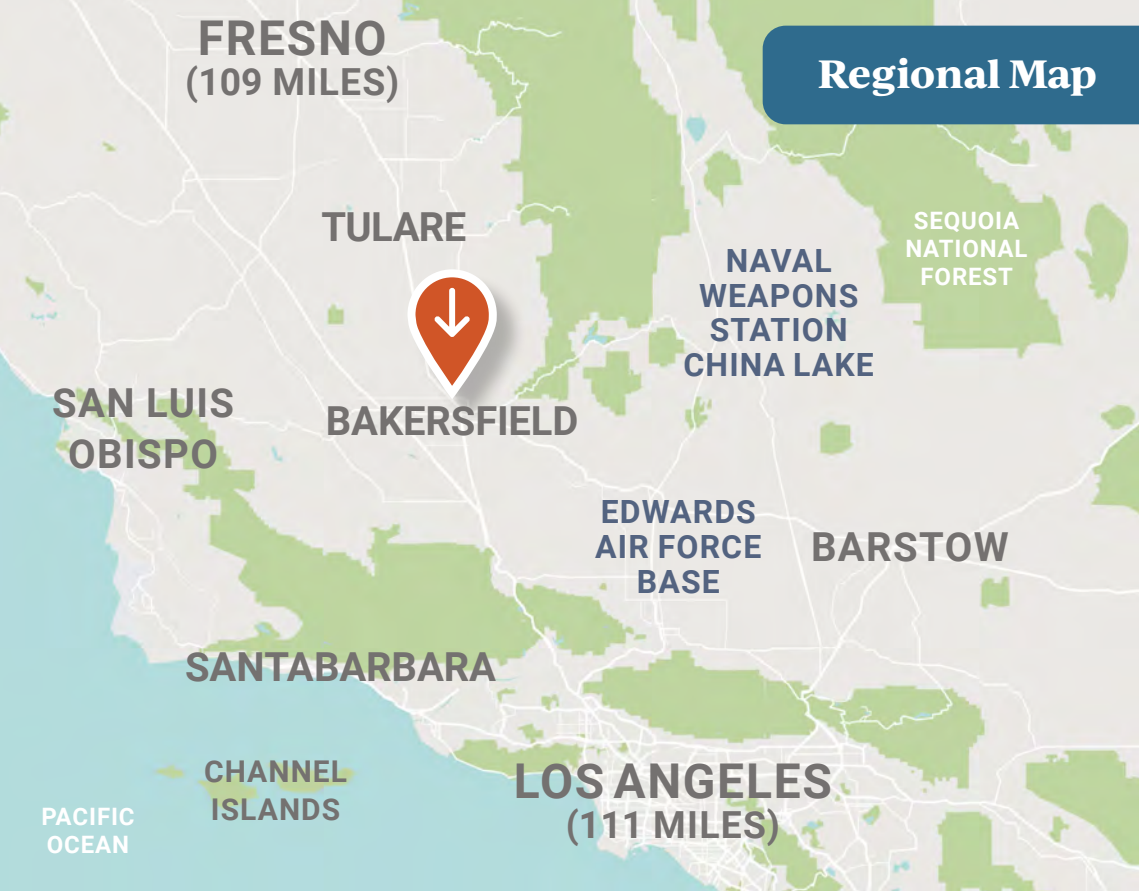 FRESNO
(109 MILES)
Regional Map
TULARE
SEQUOIA
NATIONAL
FOREST
NAVAL
WEAPONS
STATION
CHINA LAKE
SAN LUIS
OBISPO
BAKERSFIELD
EDWARDS
AIR FORCE
BASE
BARSTOW
SANTABARBARA
CHANNEL
ISLANDS
LOS ANGELES
(111 MILES)
PACIFIC
OCEAN